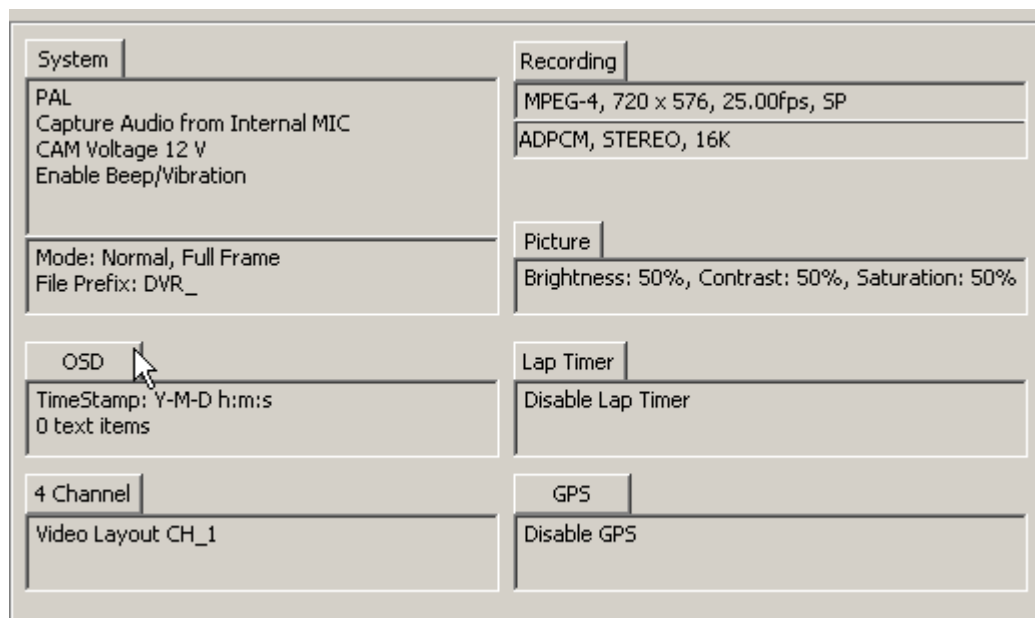 System
PAL
Capture Audio from Internal MIC
CAM Voltage 12 V
Enable Beep/Vibration
Mode: Normal, Full Frame
File Prefix: DVR_
Recording
MPEG-4, 720 x 576, 25.00fps, SP
ADPCM, STEREO, 16K
Picture
Brightness: 50%, Contrast: 50%, Saturation: 50%
OSD
TimeStamp: Y-M-D h:m:s
0 text items
Lap Timer
Disable Lap Timer
4 Channel
Video Layout CH_1
GPS
Disable GPS